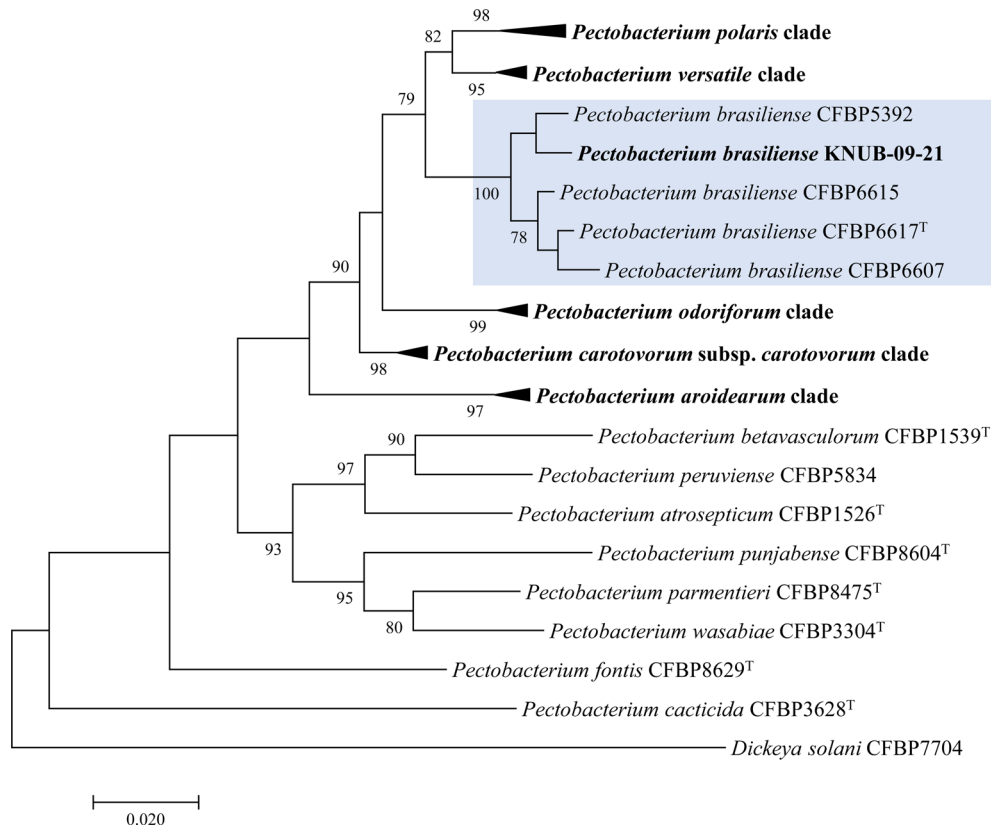 98
Pectobacterium polaris clade
82
Pectobacterium versatile clade
95
79
Pectobacterium brasiliense CFBP5392
Pectobacterium brasiliense KNUB-09-21
100
Pectobacterium brasiliense CFBP6615
Pectobacterium brasiliense CFBP6617ᵀ
78
Pectobacterium brasiliense CFBP6607
90
Pectobacterium odoriforum clade
99
Pectobacterium carotovorum subsp. carotovorum clade
98
Pectobacterium aroidearum clade
97
Pectobacterium betavasculorum CFBP1539ᵀ
90
Pectobacterium peruviense CFBP5834
97
Pectobacterium atrosepticum CFBP1526ᵀ
93
Pectobacterium punjabense CFBP8604ᵀ
95
Pectobacterium parmentieri CFBP8475ᵀ
80
Pectobacterium wasabiae CFBP3304ᵀ
Pectobacterium fontis CFBP8629ᵀ
Pectobacterium cacticida CFBP3628ᵀ
Dickeya solani CFBP7704
0.020